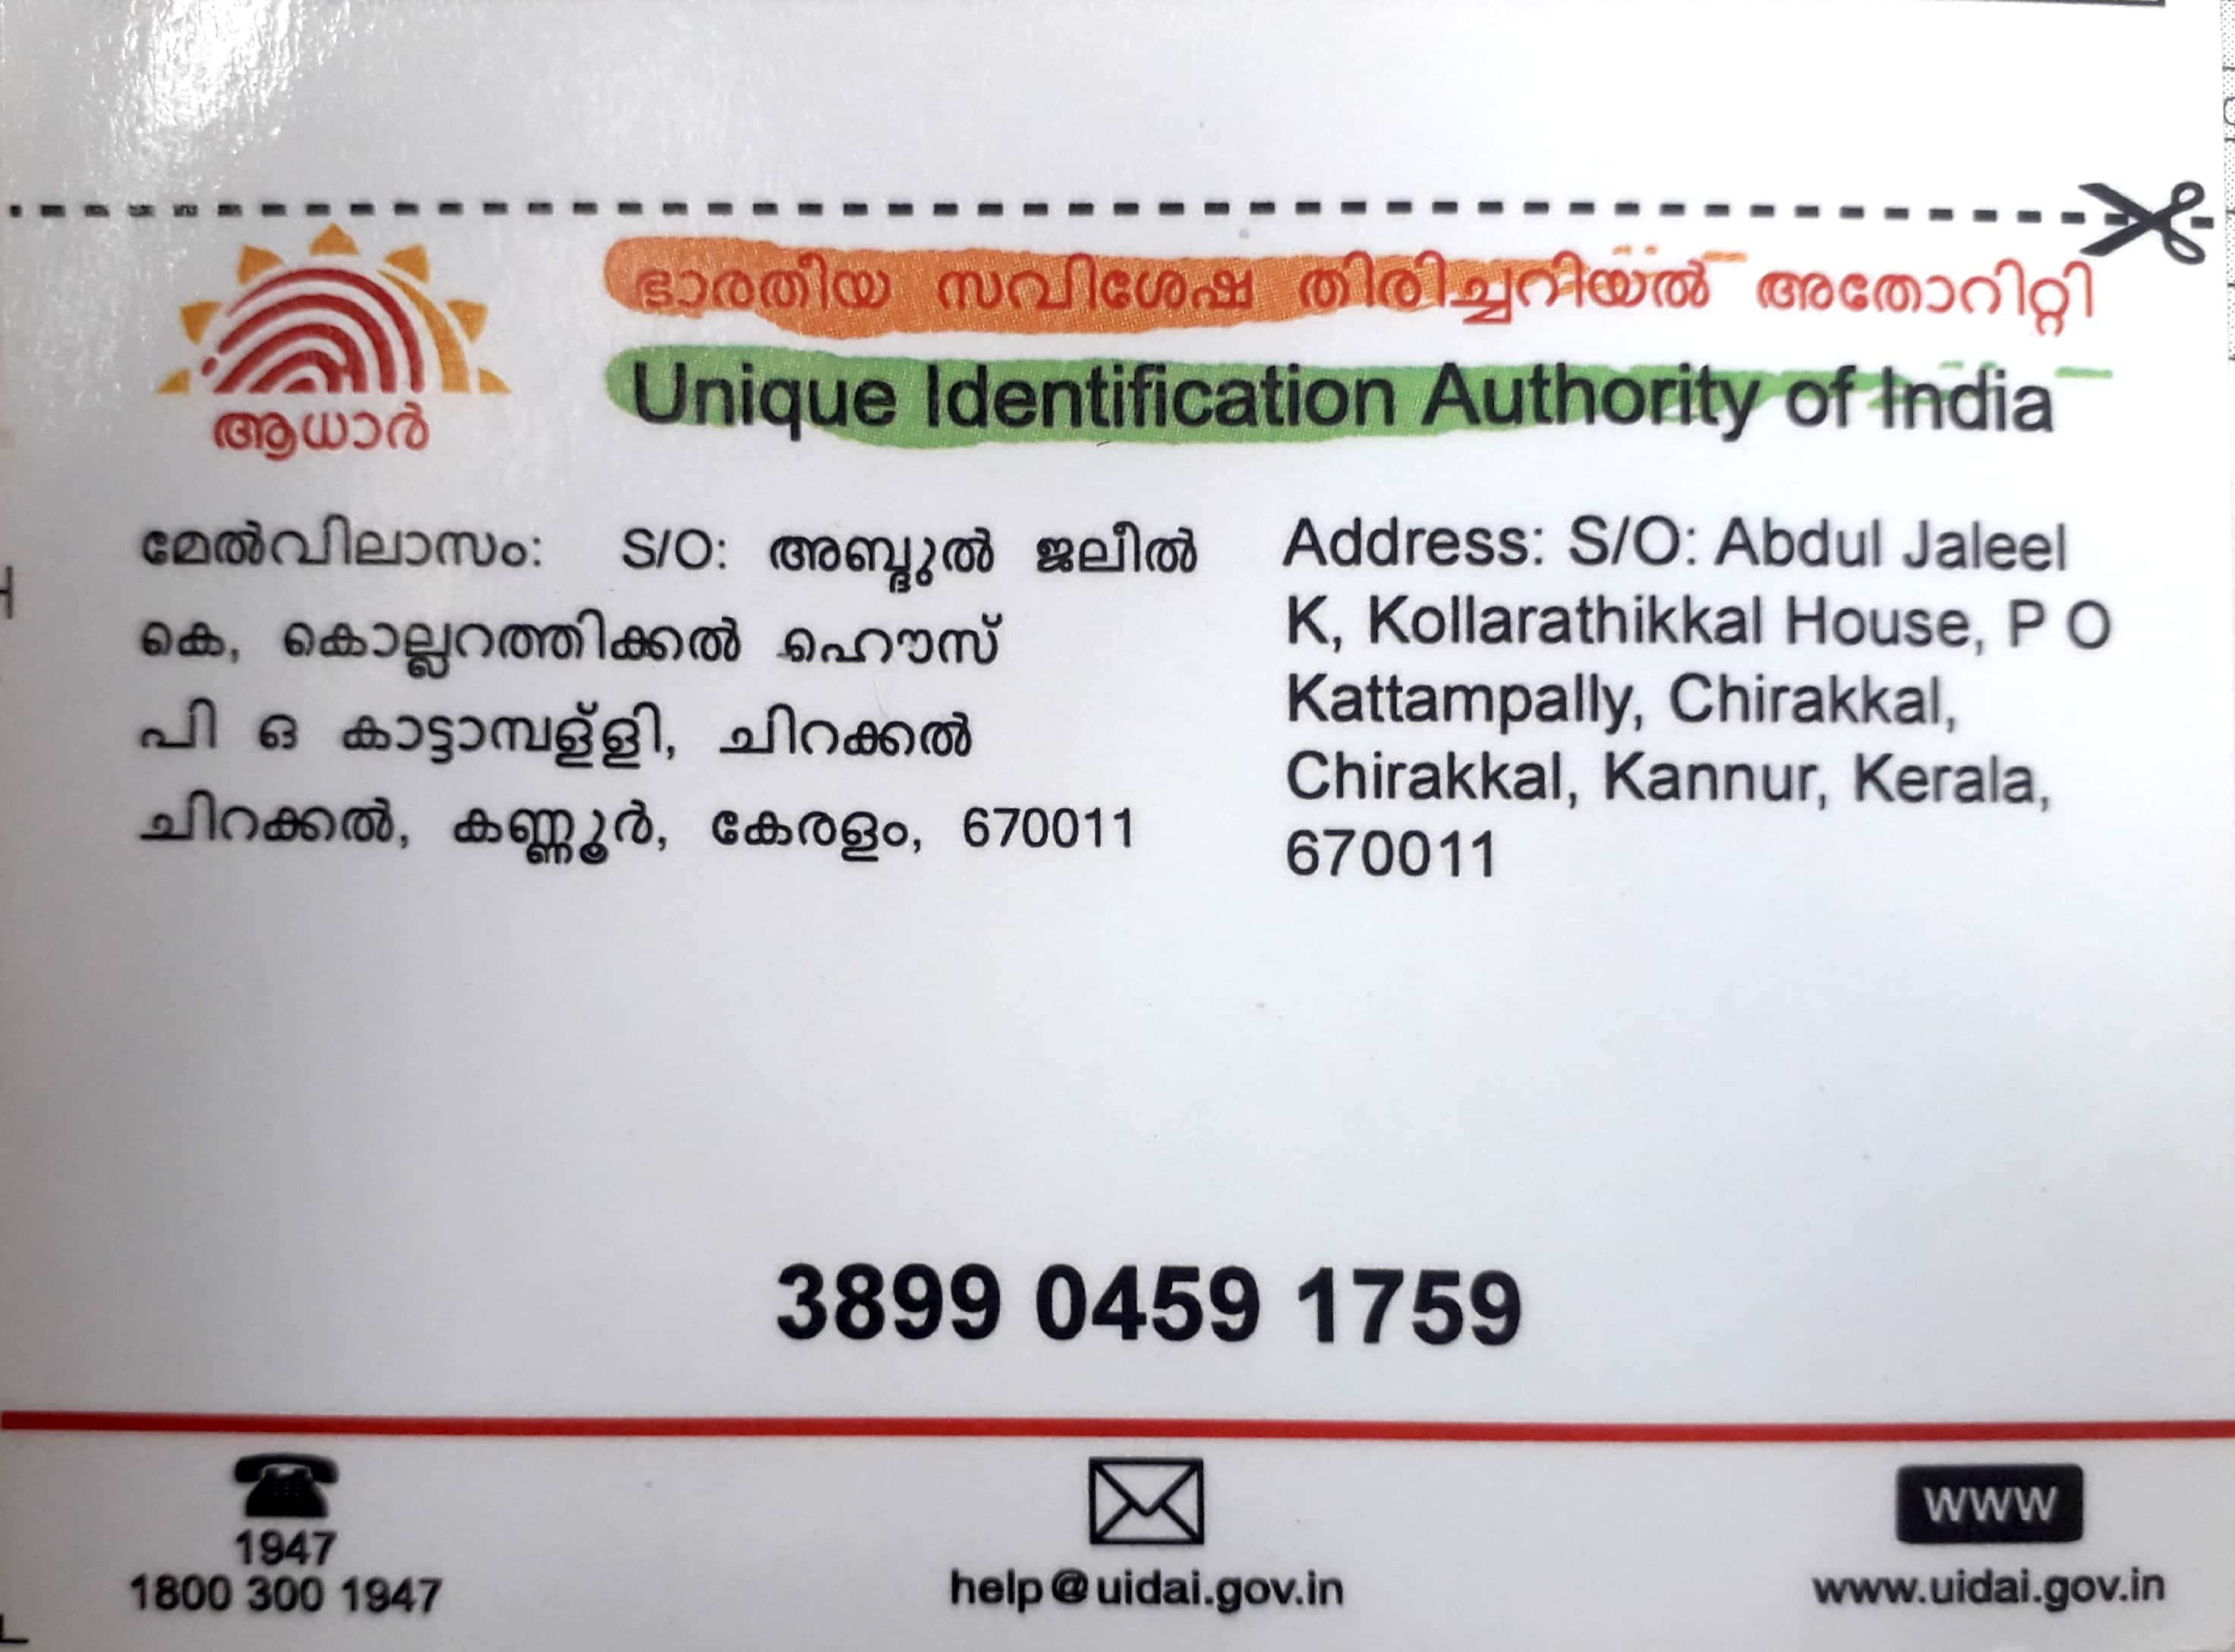 ഭാരതീയ സവിശേഷ തിരിച്ചറിയൽ അതോറിറ്റി
Unique Identification Authority of India
ആധാർ
മേൽവിലാസം: S/O: അബ്ദുൽ ജലീൽ
കെ, കൊല്ലറത്തിക്കൽ ഹൌസ്
പി ഒ കാട്ടാമ്പള്ളി, ചിറക്കൽ
ചിറക്കൽ, കണ്ണൂർ, കേരളം, 670011
Address: S/O: Abdul Jaleel
K, Kollarathikkal House, P O
Kattampally, Chirakkal,
Chirakkal, Kannur, Kerala,
670011
3899 0459 1759
1947
1800 300 1947
help@uidai.gov.in
www
www.uidai.gov.in